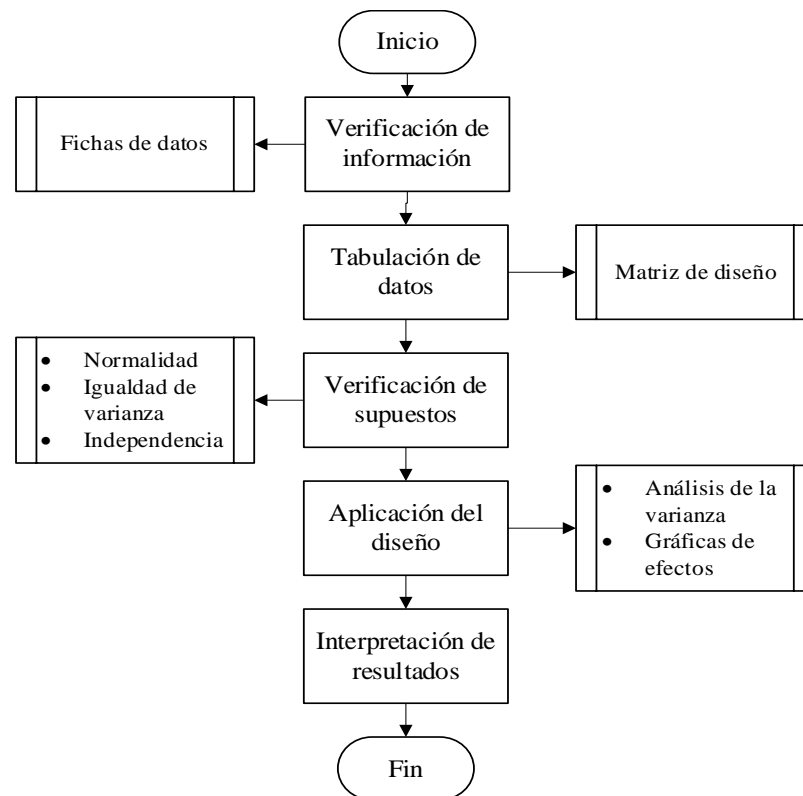 Inicio
Verificación de
información
Fichas de datos
Tabulación de
datos
Matriz de diseño
Verificación de
supuestos
• Normalidad
• Igualdad de
varianza
• Independencia
Aplicación del
diseño
• Análisis de la
varianza
• Gráficas de
efectos
Interpretación de
resultados
Fin